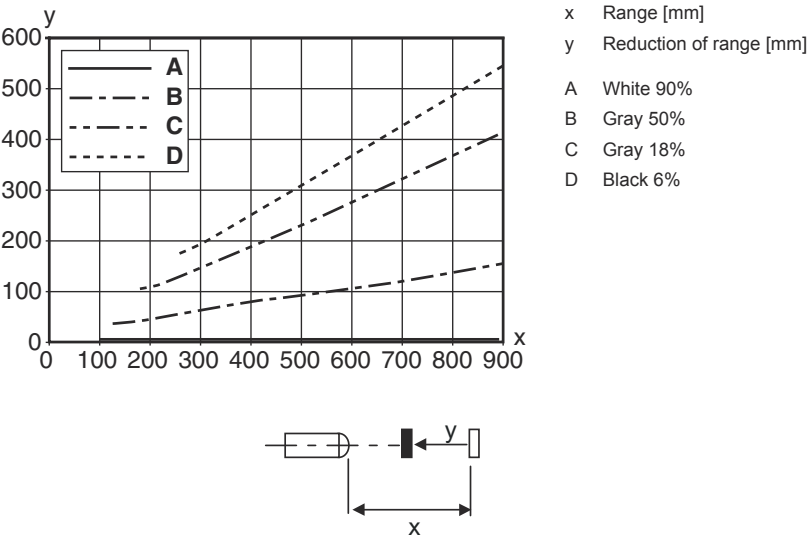 y
600
500
400
300
200
100
0
A
B
C
D
x
0 100 200 300 400 500 600 700 800 900
x Range [mm]
y Reduction of range [mm]
A White 90%
B Gray 50%
C Gray 18%
D Black 6%
y
x